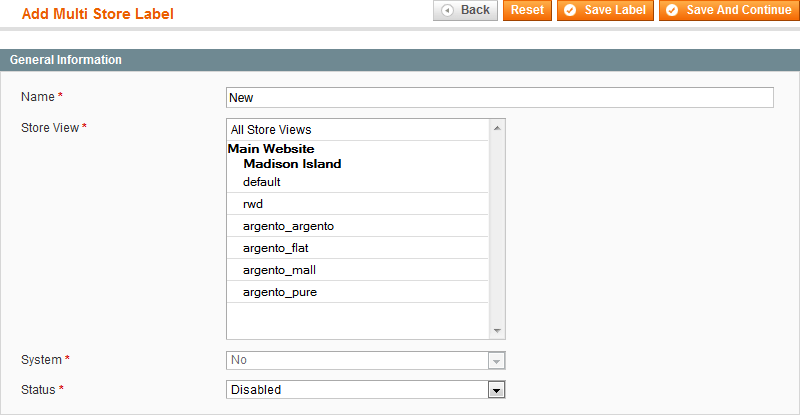 Add Multi Store Label
Back
Reset
Save Label
Save And Continue
General Information
Name *
New
Store View *
All Store Views
Main Website
Madison Island
default
rwd
argento_argento
argento_flat
argento_mall
argento_pure
System *
No
Status *
Disabled